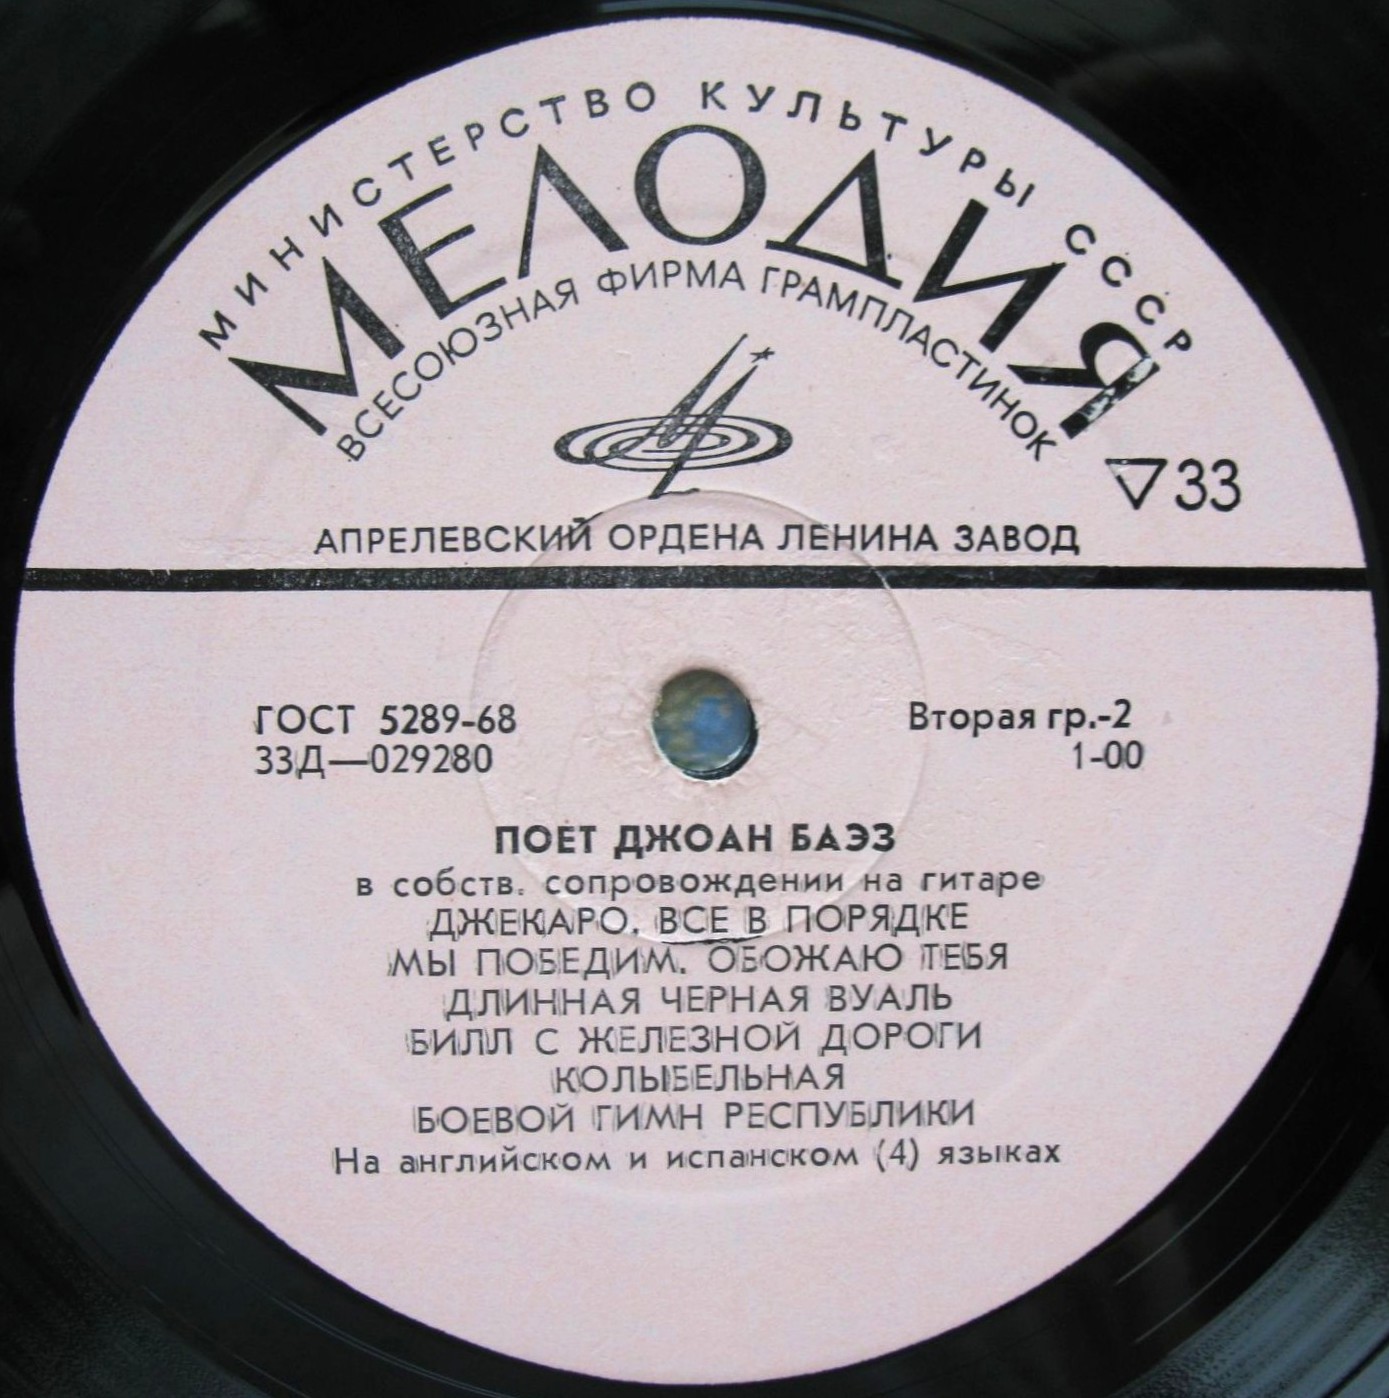 МИНИСТЕРСТВО КУЛЬТУРЫ СССР
МЕЛОДИЯ
ВСЕСОЮЗНАЯ ФИРМА ГРАМПЛАСТИНОК
33
АПРЕЛЕВСКИЙ ОРДЕНА ЛЕНИНА ЗАВОД
ГОСТ 5289-68
33Д—029280
Вторая гр.-2
1-00
ПОЕТ ДЖОАН БАЭЗ
в собств. сопровождении на гитаре
ДЖЕКАРО. ВСЕ В ПОРЯДКЕ
МЫ ПОБЕДИМ. ОБОЖАЮ ТЕБЯ
ДЛИННАЯ ЧЕРНАЯ ВУАЛЬ
БИЛЛ С ЖЕЛЕЗНОЙ ДОРОГИ
КОЛЫБЕЛЬНАЯ
БОЕВОЙ ГИМН РЕСПУБЛИКИ
На английском и испанском (4) языках